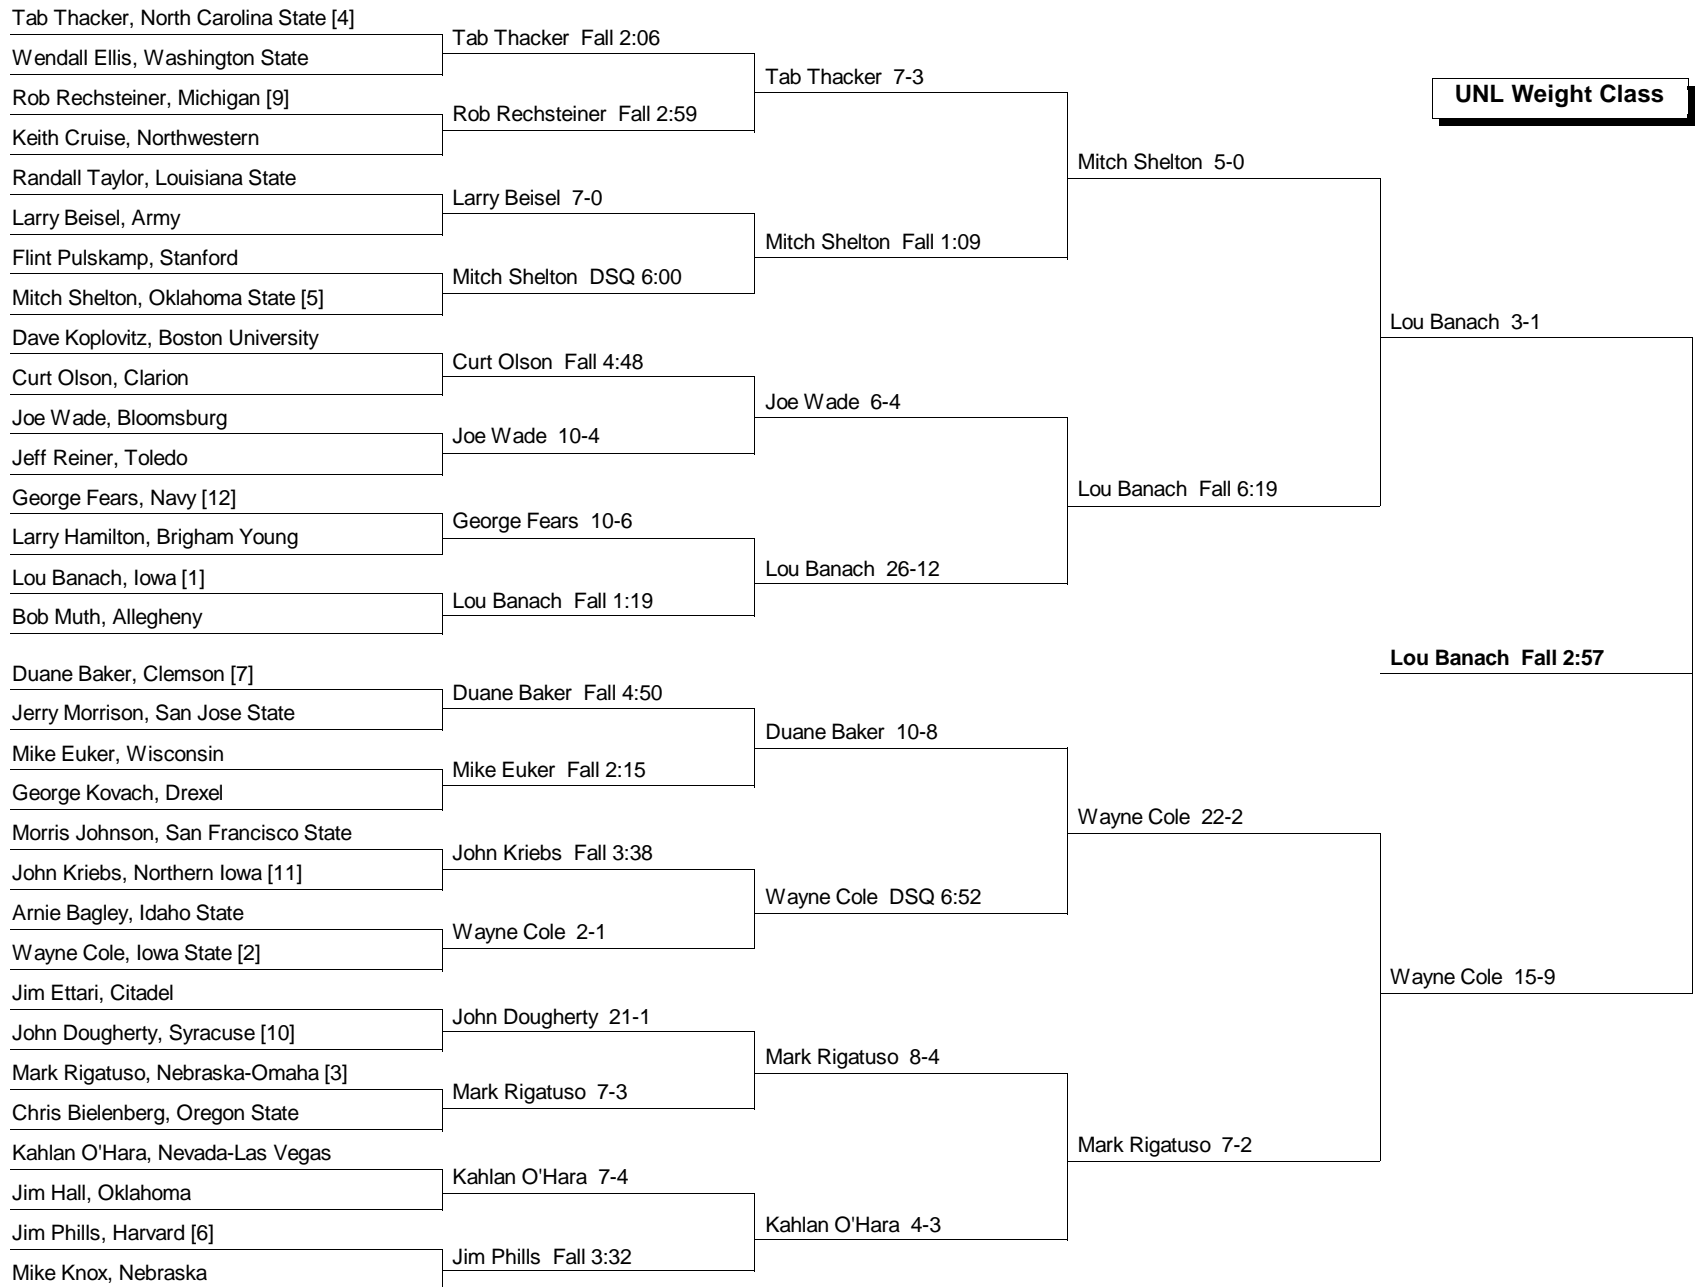 Tab Thacker, North Carolina State [4]
Wendall Ellis, Washington State
Rob Rechsteiner, Michigan [9]
Keith Cruise, Northwestern
Randall Taylor, Louisiana State
Larry Beisel, Army
Flint Pulskamp, Stanford
Mitch Shelton, Oklahoma State [5]
Dave Koplovitz, Boston University
Curt Olson, Clarion
Joe Wade, Bloomsburg
Jeff Reiner, Toledo
George Fears, Navy [12]
Larry Hamilton, Brigham Young
Lou Banach, Iowa [1]
Bob Muth, Allegheny
Duane Baker, Clemson [7]
Jerry Morrison, San Jose State
Mike Euker, Wisconsin
George Kovach, Drexel
Morris Johnson, San Francisco State
John Kriebs, Northern Iowa [11]
Arnie Bagley, Idaho State
Wayne Cole, Iowa State [2]
Jim Ettari, Citadel
John Dougherty, Syracuse [10]
Mark Rigatuso, Nebraska-Omaha [3]
Chris Bielenberg, Oregon State
Kahlan O'Hara, Nevada-Las Vegas
Jim Hall, Oklahoma
Jim Phills, Harvard [6]
Mike Knox, Nebraska
Tab Thacker Fall 2:06
Rob Rechsteiner Fall 2:59
Larry Beisel 7-0
Mitch Shelton DSQ 6:00
Curt Olson Fall 4:48
Joe Wade 10-4
George Fears 10-6
Lou Banach Fall 1:19
Duane Baker Fall 4:50
Mike Euker Fall 2:15
John Kriebs Fall 3:38
Wayne Cole 2-1
John Dougherty 21-1
Mark Rigatuso 7-3
Kahlan O'Hara 7-4
Jim Phills Fall 3:32
Tab Thacker 7-3
Mitch Shelton Fall 1:09
Joe Wade 6-4
Lou Banach 26-12
Duane Baker 10-8
Wayne Cole DSQ 6:52
Mark Rigatuso 8-4
Kahlan O'Hara 4-3
Mitch Shelton 5-0
Lou Banach Fall 6:19
Wayne Cole 22-2
Mark Rigatuso 7-2
UNL Weight Class
Lou Banach 3-1
Lou Banach Fall 2:57
Wayne Cole 15-9